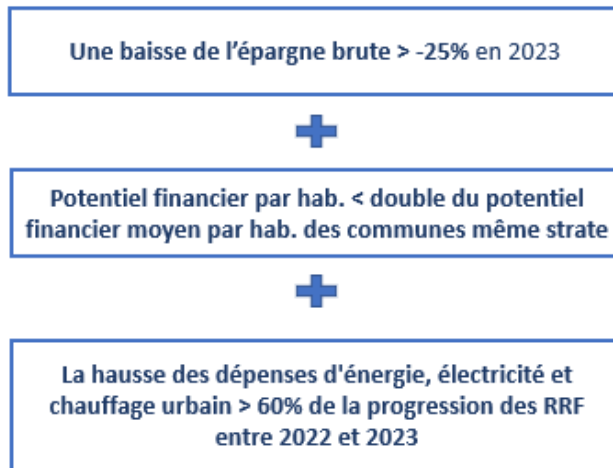 Une baisse de l’épargne brute > -25% en 2023
Potentiel financier par hab. < double du potentiel
financier moyen par hab. des communes même strate
La hausse des dépenses d'énergie, électricité et
chauffage urbain > 60% de la progression des RRF
entre 2022 et 2023